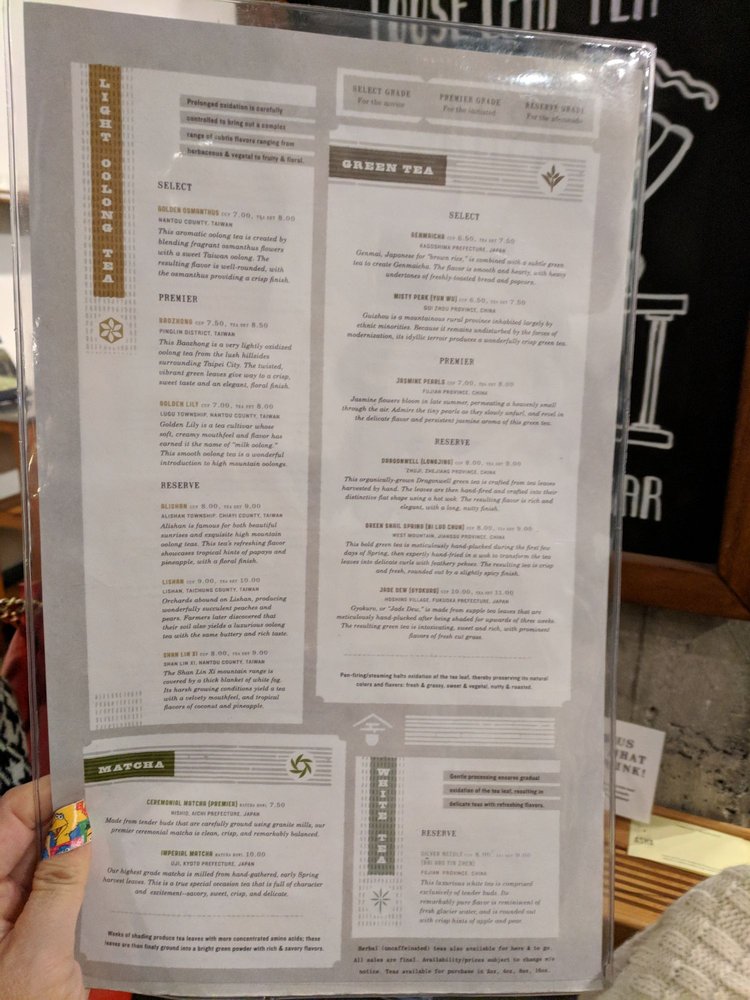 LOOSE LEAF TEA
SELECT GRADE
For the novice
PREMIER GRADE
For the initiated
RESERVE GRADE
For the aficionado
LIGHT OOLONG TEA
Prolonged oxidation is carefully
controlled to bring out a complex
range of subtle flavors ranging from
herbaceous & vegetal to fruity & floral.
SELECT
GOLDEN OSMANTHUS CUP 7.00, TEA SET 8.00
NANTOU COUNTY, TAIWAN
This aromatic oolong tea is created by
blending fragrant osmanthus flowers
with a sweet Taiwan oolong. The
resulting flavor is well-rounded, with
the osmanthus providing a crisp finish.
PREMIER
BAOZHONG CUP 7.50, TEA SET 8.50
PINGLIN DISTRICT, TAIWAN
This Baozhong is a very lightly oxidized
oolong tea from the lush hillsides
surrounding Taipei City. The twisted,
vibrant green leaves give way to a crisp,
sweet taste and an elegant, floral finish.
GOLDEN LILY CUP 7.00, TEA SET 8.00
LUGU TOWNSHIP, NANTOU COUNTY, TAIWAN
Golden Lily is a tea cultivar whose
soft, creamy mouthfeel and flavor has
earned it the name of "milk oolong."
This smooth oolong tea is a wonderful
introduction to high mountain oolongs.
RESERVE
ALISHAN CUP 8.00, TEA SET 9.00
ALISHAN TOWNSHIP, CHIAYI COUNTY, TAIWAN
Alishan is famous for both beautiful
sunrises and exquisite high mountain
oolong teas. This tea's refreshing flavor
showcases tropical hints of papaya and
pineapple, with a floral finish.
LISHAN CUP 9.00, TEA SET 10.00
LISHAN, TAICHUNG COUNTY, TAIWAN
Orchards abound on Lishan, producing
wonderfully succulent peaches and
pears. Farmers later discovered that
their soil also yields a luxurious oolong
tea with the same buttery and rich taste.
SHAN LIN XI CUP 8.00, TEA SET 9.00
SHAN LIN XI, NANTOU COUNTY, TAIWAN
The Shan Lin Xi mountain range is
covered by a thick blanket of white fog.
Its harsh growing conditions yield a tea
with a velvety mouthfeel, and tropical
flavors of coconut and pineapple.
GREEN TEA
SELECT
GENMAICHA CUP 6.50, TEA SET 7.50
KAGOSHIMA PREFECTURE, JAPAN
Genmai, Japanese for "brown rice," is combined with a subtle green
tea to create Genmaicha. The flavor is smooth and hearty, with heavy
undertones of freshly-toasted bread and popcorn.
MISTY PEAK (YUN WU) CUP 6.50, TEA SET 7.50
GUI ZHOU PROVINCE, CHINA
Guizhou is a mountainous rural province inhabited largely by
ethnic minorities. Because it remains undisturbed by the forces of
modernization, its idyllic terroir produces a wonderfully crisp green tea.
PREMIER
JASMINE PEARLS CUP 7.00, TEA SET 8.00
FUJIAN PROVINCE, CHINA
Jasmine flowers bloom in late summer, permeating a heavenly smell
through the air. Admire the tiny pearls as they slowly unfurl, and revel in
the delicate flavor and persistent jasmine aroma of this green tea.
RESERVE
DRAGONWELL (LONGJING) CUP 8.00, TEA SET 9.00
ZHUJI, ZHEJIANG PROVINCE, CHINA
This organically-grown Dragonwell green tea is crafted from tea leaves
harvested by hand. The leaves are then hand-fired and crafted into their
distinctive flat shape using a hot wok. The resulting flavor is rich and
elegant, with a long, nutty finish.
GREEN SNAIL SPRING (BI LUO CHUN) CUP 8.00, TEA SET 9.00
WEST MOUNTAIN, JIANGSU PROVINCE, CHINA
This bold green tea is meticulously hand-plucked during the first few
days of Spring, then expertly hand-fired in a wok to transform the tea
leaves into delicate curls with feathery pekoes. The resulting tea is crisp
and fresh, rounded out by a slightly spicy finish.
JADE DEW (GYOKURO) CUP 10.00, TEA SET 11.00
HOSHINO VILLAGE, FUKUOKA PREFECTURE, JAPAN
Gyokuro, or "Jade Dew," is made from supple tea leaves that are
meticulously hand-plucked after being shaded for upwards of three weeks.
The resulting green tea is intoxicating, sweet and rich, with prominent
flavors of fresh cut grass.
Pan-firing/steaming halts oxidation of the tea leaf, thereby preserving its natural
colors and flavors: fresh & grassy, sweet & vegetal, nutty & roasted.
MATCHA
CEREMONIAL MATCHA (PREMIER) MATCHA BOWL 7.50
NISHIO, AICHI PREFECTURE, JAPAN
Made from tender buds that are carefully ground using granite mills, our
premier ceremonial matcha is clean, crisp, and remarkably balanced.
IMPERIAL MATCHA MATCHA BOWL 10.00
UJI, KYOTO PREFECTURE, JAPAN
Our highest grade matcha is milled from hand-gathered, early Spring
harvest leaves. This is a true special occasion tea that is full of character
and excitement--savory, sweet, crisp, and delicate.
Weeks of shading produce tea leaves with more concentrated amino acids; these
leaves are then finely ground into a bright green powder with rich & savory flavors.
WHITE TEA
Gentle processing ensures gradual
oxidation of the tea leaf, resulting in
delicate teas with refreshing flavors.
RESERVE
SILVER NEEDLE CUP 8.00, TEA SET 9.00
(BAI HAO YIN ZHEN)
FUJIAN PROVINCE, CHINA
This luxurious white tea is comprised
exclusively of tender buds. Its
remarkably pure flavor is reminiscent of
fresh glacier water, and is rounded out
with crisp hints of apple and pear.
Herbal (uncaffeinated) teas also available for here & to go.
All sales are final. Availability/prices subject to change w/o
notice. Teas available for purchase in 2oz, 4oz, 8oz, 16oz.
AR
US
HAT
INK!